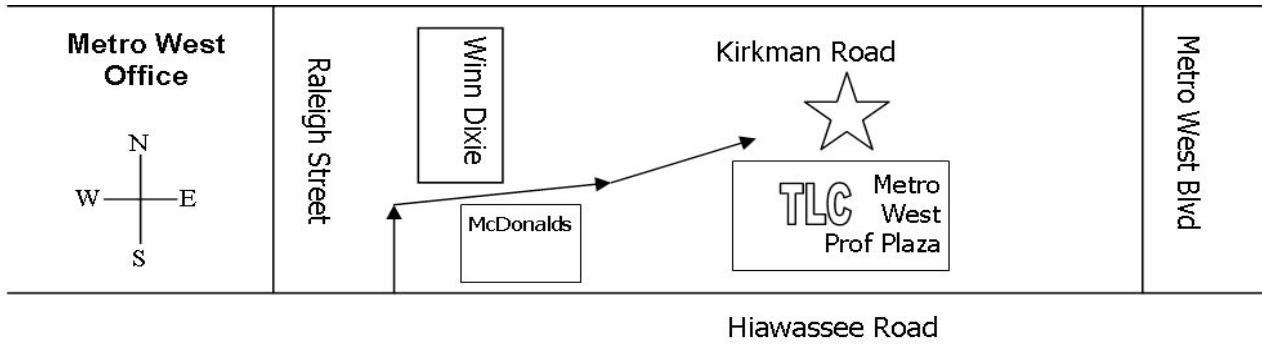 Metro West
Office
N
W
E
S
Raleigh Street
Winn Dixie
McDonalds
Kirkman Road
TLC
Metro
West
Prof Plaza
Metro West Blvd
Hiawassee Road